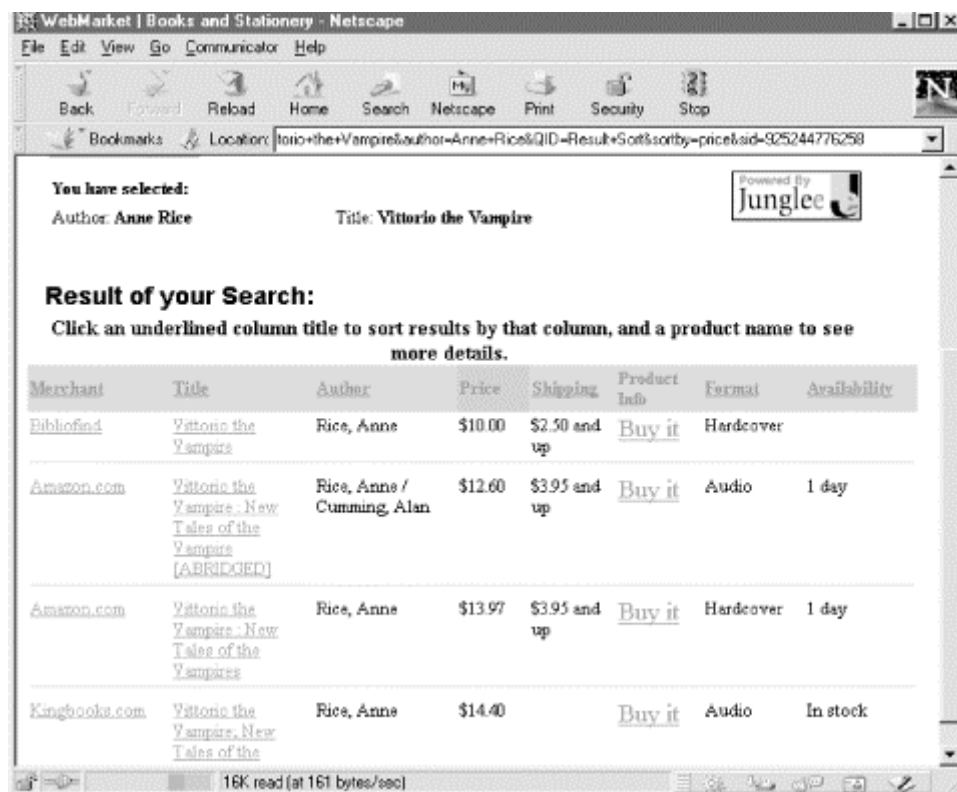 WebMarket | Books and Stationery - Netscape
File Edit View Go Communicator Help
Back Forward Reload Home Search Netscape Print Security Stop
N
Bookmarks Location: torio+the+Vampire&author=Anne+Rice&QID=Result+Sort&sortby=price&sid=925244776258
You have selected:
Author: Anne Rice Title: Vittorio the Vampire
Powered By
Junglee
Result of your Search:
Click an underlined column title to sort results by that column, and a product name to see
more details.
Merchant Title Author Price Shipping Product Info Format Availability
Bibliofind Vittorio the Rice, Anne $10.00 $2.50 and Buy it Hardcover
Vampire up
Amazon.com Vittorio the Rice, Anne / $12.60 $3.95 and Buy it Audio 1 day
Vampire : New Cumming, Alan up
Tales of the
Vampire
[ABRIDGED]
Amazon.com Vittorio the Rice, Anne $13.97 $3.95 and Buy it Hardcover 1 day
Vampire : New up
Tales of the
Vampires
Kingbooks.com Vittorio the Rice, Anne $14.40 Buy it Audio In stock
Vampire; New
Tales of the
16K read (at 161 bytes/sec)